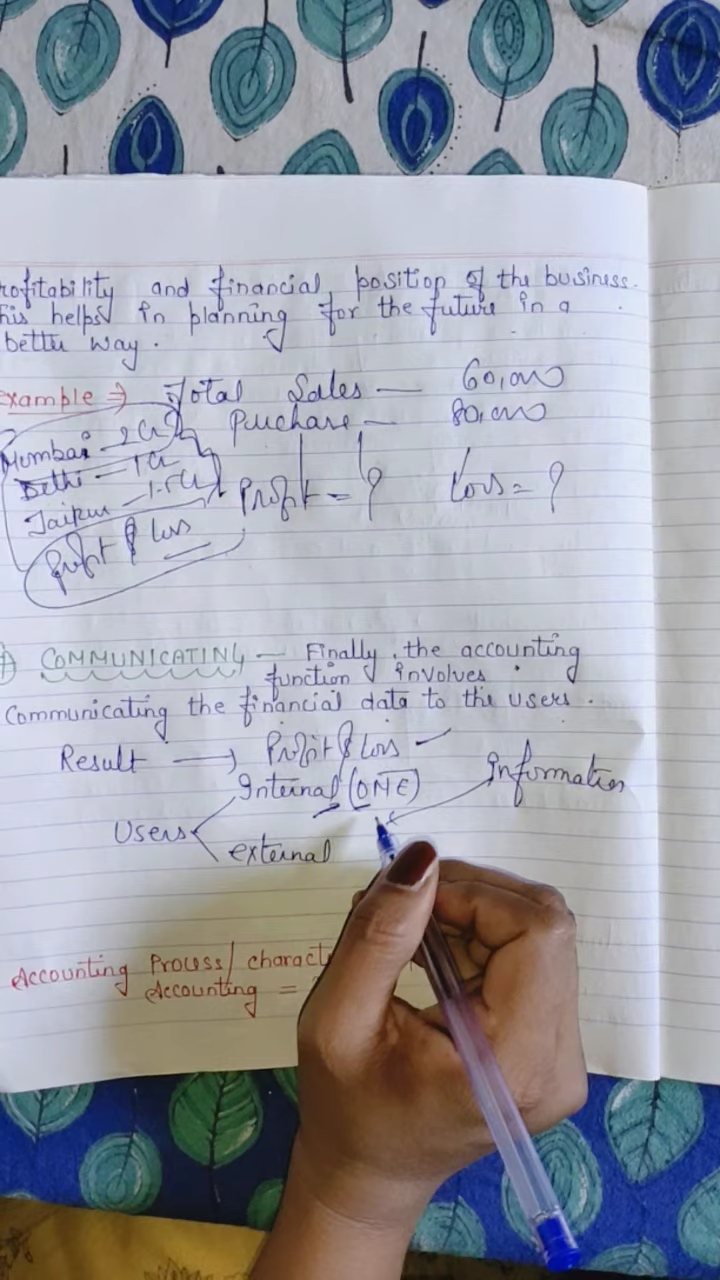 rofitability and financial position of the business.
his helps in planning for the future in a
better way.
example ⇒ Total Sales — 60,000
Purchase — 80,000
Mumbai - 2 Cr
Delhi - 1 Cr
Jaipur - 1.5 Cr
Profit = ? Loss = ?
Profit & Loss
COMMUNICATING — Finally the accounting
function involves
Communicating the financial data to the users.
Result → Profit & Loss
Internal (ONE) Information
Users
external
Accounting Process/ charact
Accounting =